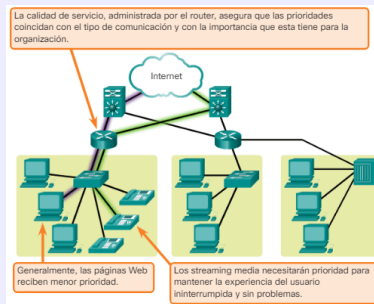 La calidad de servicio, administrada por el router, asegura que las prioridades
coincidan con el tipo de comunicación y con la importancia que esta tiene para la
organización.
Internet
Generalmente, las páginas Web
reciben menor prioridad.
Los streaming media necesitarán prioridad para
mantener la experiencia del usuario
ininterrumpida y sin problemas.